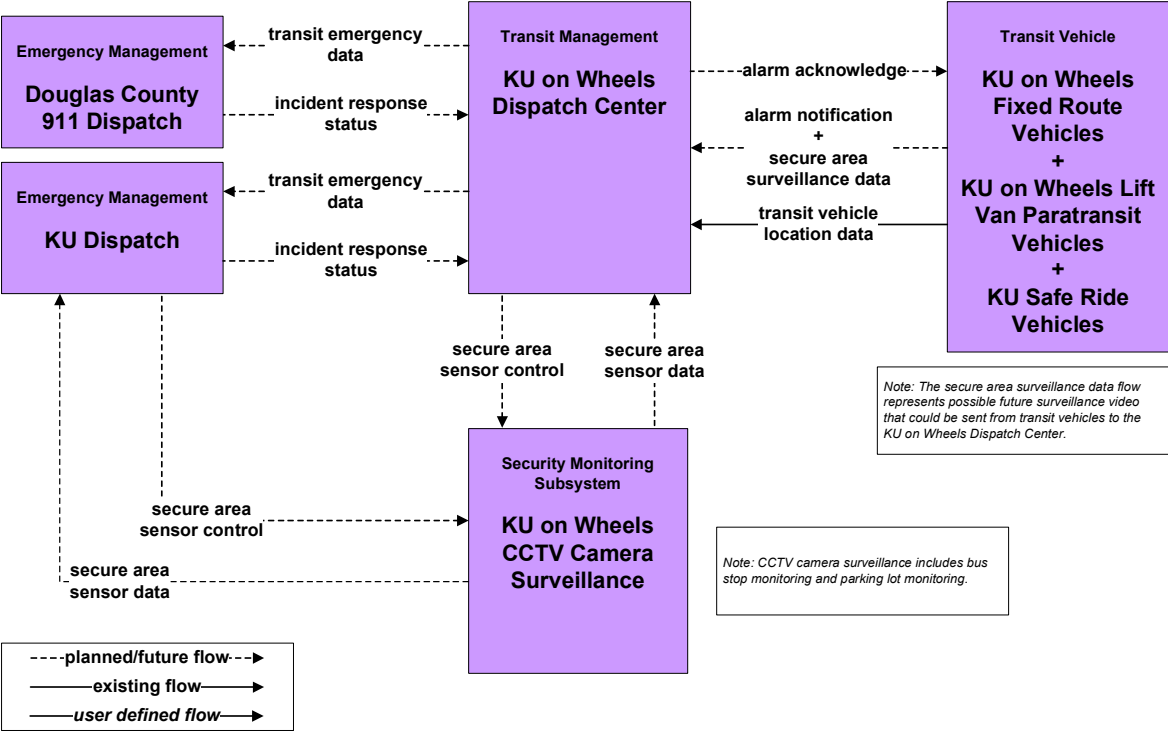 Emergency Management
Douglas County
911 Dispatch
transit emergency
data
incident response
status
Emergency Management
KU Dispatch
transit emergency
data
incident response
status
Transit Management
KU on Wheels
Dispatch Center
alarm acknowledge
alarm notification
+
secure area
surveillance data
transit vehicle
location data
Transit Vehicle
KU on Wheels
Fixed Route
Vehicles
+
KU on Wheels Lift
Van Paratransit
Vehicles
+
KU Safe Ride
Vehicles
secure area
sensor control
secure area
sensor data
Note: The secure area surveillance data flow
represents possible future surveillance video
that could be sent from transit vehicles to the
KU on Wheels Dispatch Center.
Security Monitoring
Subsystem
KU on Wheels
CCTV Camera
Surveillance
secure area
sensor control
secure area
sensor data
Note: CCTV camera surveillance includes bus
stop monitoring and parking lot monitoring.
planned/future flow
existing flow
user defined flow